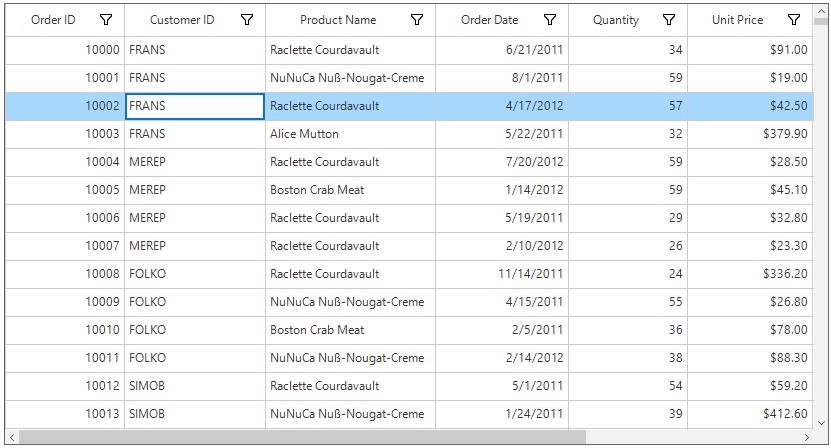 Order ID Customer ID Product Name Order Date Quantity Unit Price
10000 FRANS Raclette Courdavault 6/21/2011 34 $91.00
10001 FRANS NuNuCa Nuß-Nougat-Creme 8/1/2011 59 $19.00
10002 FRANS Raclette Courdavault 4/17/2012 57 $42.50
10003 FRANS Alice Mutton 5/22/2011 32 $379.90
10004 MEREP Raclette Courdavault 7/20/2012 59 $28.50
10005 MEREP Boston Crab Meat 1/14/2012 59 $45.10
10006 MEREP Raclette Courdavault 5/19/2011 29 $32.80
10007 MEREP Raclette Courdavault 2/10/2012 26 $23.30
10008 FOLKO Raclette Courdavault 11/14/2011 24 $336.20
10009 FOLKO NuNuCa Nuß-Nougat-Creme 4/15/2011 55 $26.80
10010 FOLKO Boston Crab Meat 2/5/2011 36 $78.00
10011 FOLKO NuNuCa Nuß-Nougat-Creme 2/14/2012 38 $88.30
10012 SIMOB Raclette Courdavault 5/1/2011 54 $59.20
10013 SIMOB NuNuCa Nuß-Nougat-Creme 1/24/2011 39 $412.60